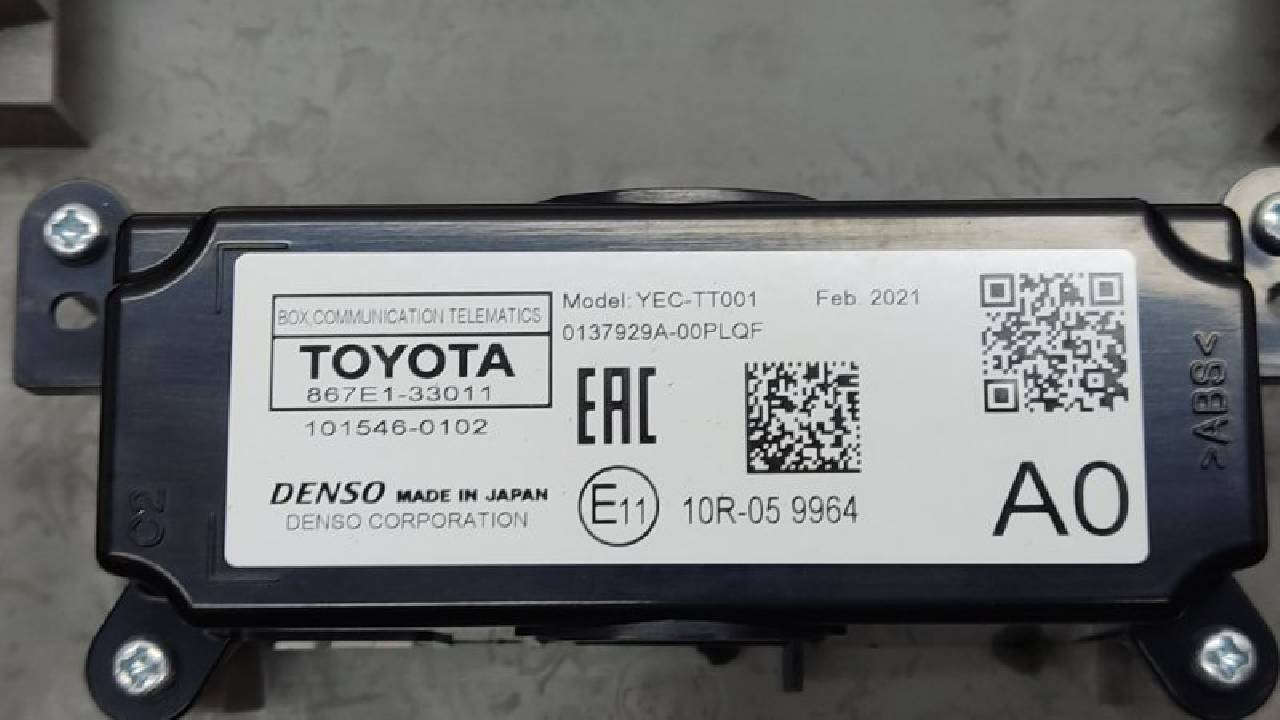 BOX,COMMUNICATION TELEMATICS
TOYOTA
867E1-33011
101546-0102
DENSO MADE IN JAPAN
DENSO CORPORATION
Model: YEC-TT001 Feb. 2021
0137929A-00PLQF
EAC
E11 10R-05 9964
A0
>ABS<
C2